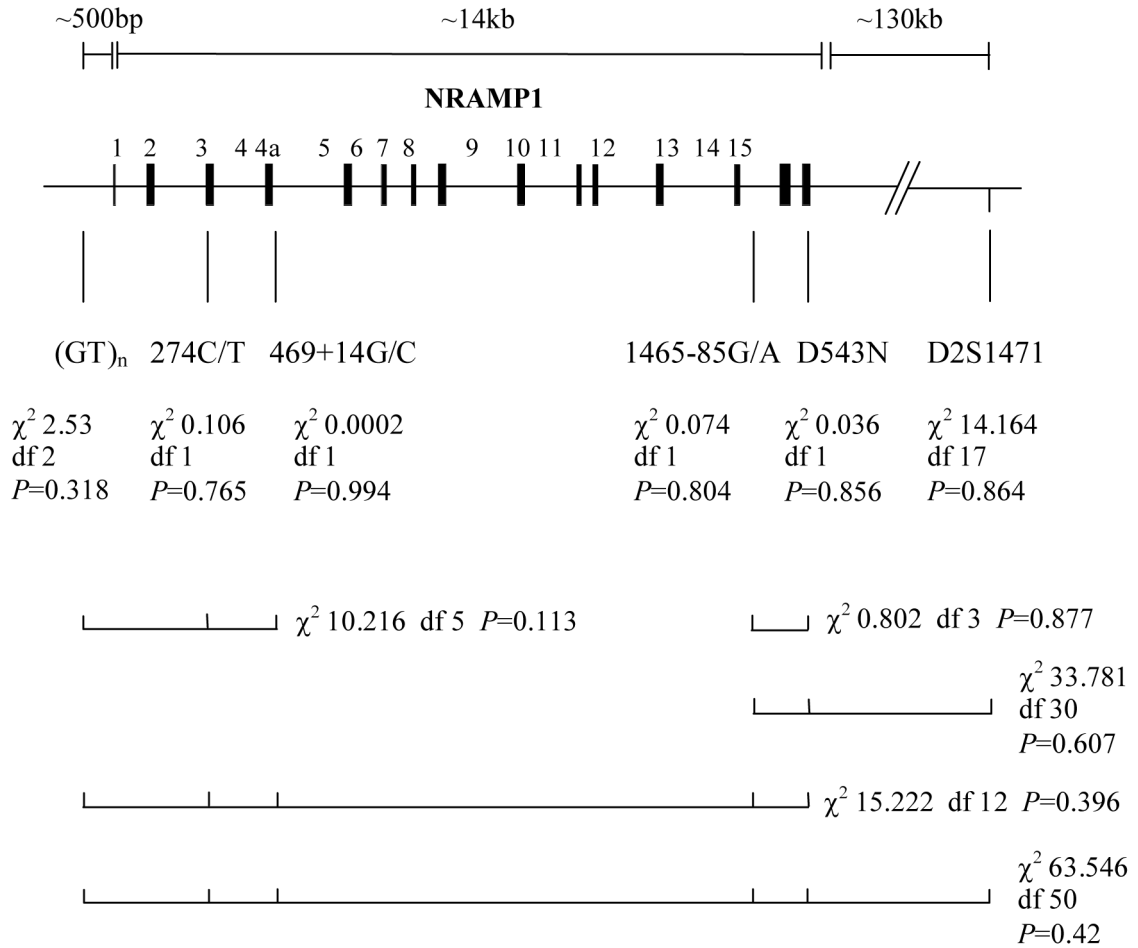 ~500bp ~14kb ~130kb
NRAMP1
1 2 3 4 4a 5 6 7 8 9 10 11 12 13 14 15
(GT)n 274C/T 469+14G/C 1465-85G/A D543N D2S1471
χ² 2.53 χ² 0.106 χ² 0.0002 χ² 0.074 χ² 0.036 χ² 14.164
df 2 df 1 df 1 df 1 df 1 df 17
P=0.318 P=0.765 P=0.994 P=0.804 P=0.856 P=0.864
χ² 10.216 df 5 P=0.113 χ² 0.802 df 3 P=0.877
χ² 33.781
df 30
P=0.607
χ² 15.222 df 12 P=0.396
χ² 63.546
df 50
P=0.42